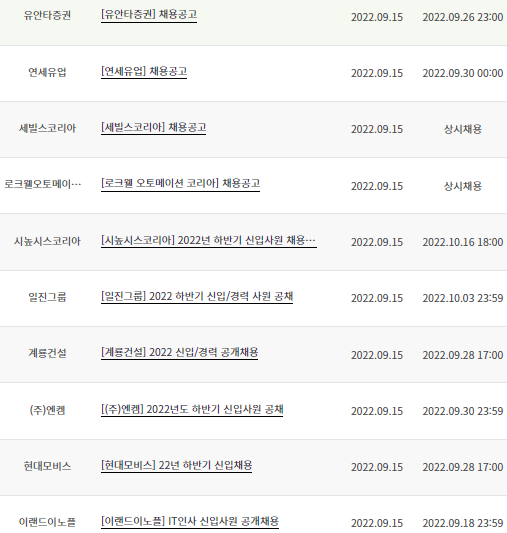 유안타증권 [유안타증권] 채용공고 2022.09.15 2022.09.26 23:00
연세유업 [연세유업] 채용공고 2022.09.15 2022.09.30 00:00
세빌스코리아 [세빌스코리아] 채용공고 2022.09.15 상시채용
로크웰오토메이··· [로크웰 오토메이션 코리아] 채용공고 2022.09.15 상시채용
시높시스코리아 [시높시스코리아] 2022년 하반기 신입사원 채용··· 2022.09.15 2022.10.16 18:00
일진그룹 [일진그룹] 2022 하반기 신입/경력 사원 공채 2022.09.15 2022.10.03 23:59
계룡건설 [계룡건설] 2022 신입/경력 공개채용 2022.09.15 2022.09.28 17:00
(주)엔켐 [(주)엔켐] 2022년도 하반기 신입사원 공채 2022.09.15 2022.09.30 23:59
현대모비스 [현대모비스] 22년 하반기 신입채용 2022.09.15 2022.09.28 17:00
이랜드이노플 [이랜드이노플] IT인사 신입사원 공개채용 2022.09.15 2022.09.18 23:59